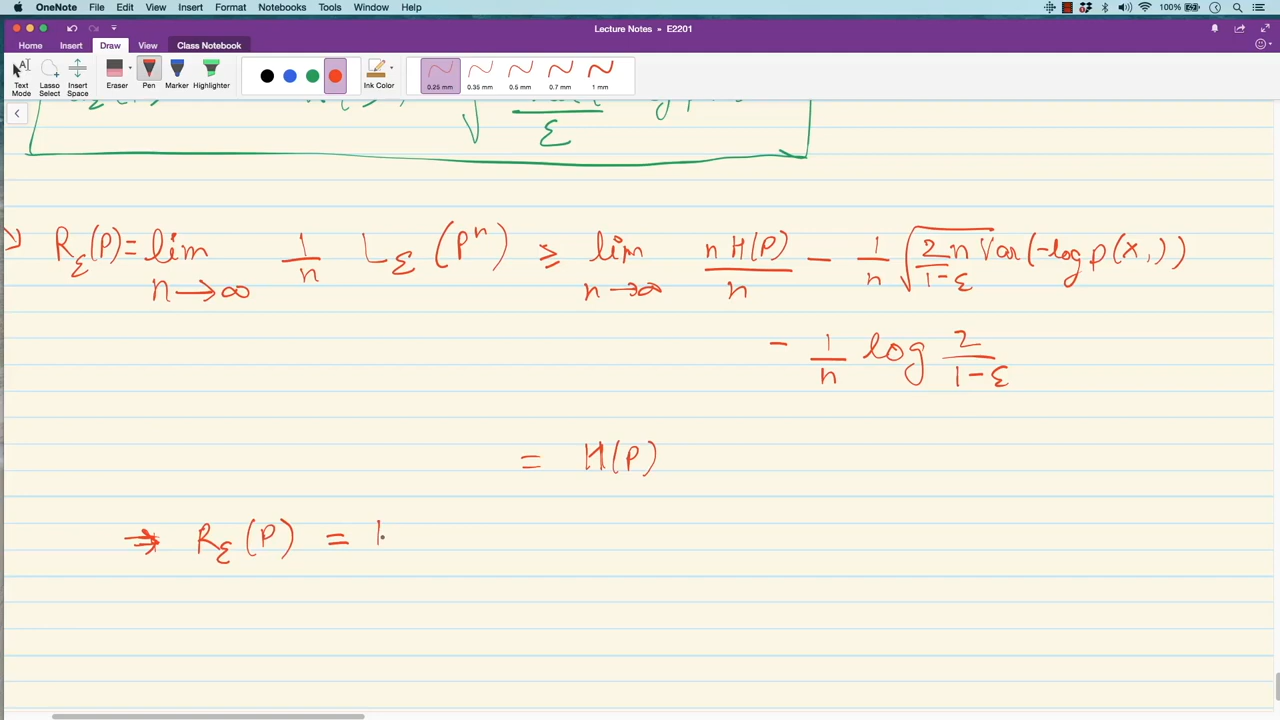 OneNote File Edit View Insert Format Notebooks Tools Window Help 100%
Lecture Notes - E2201
Home Insert Draw View Class Notebook
Text Mode Lasso Select Insert Space Eraser Pen Marker Highlighter Ink Color 0.25 mm 0.35 mm 0.5 mm 0.7 mm 1 mm
ε
R_ε(P) = lim_{n→∞} 1/n L_ε(P^n) ≥ lim_{n→∞} nH(P)/n - 1/n √(2n/(1-ε) Var(-log p(X_1))
- 1/n log 2/(1-ε)
= H(P)
⇒ R_ε(P) =